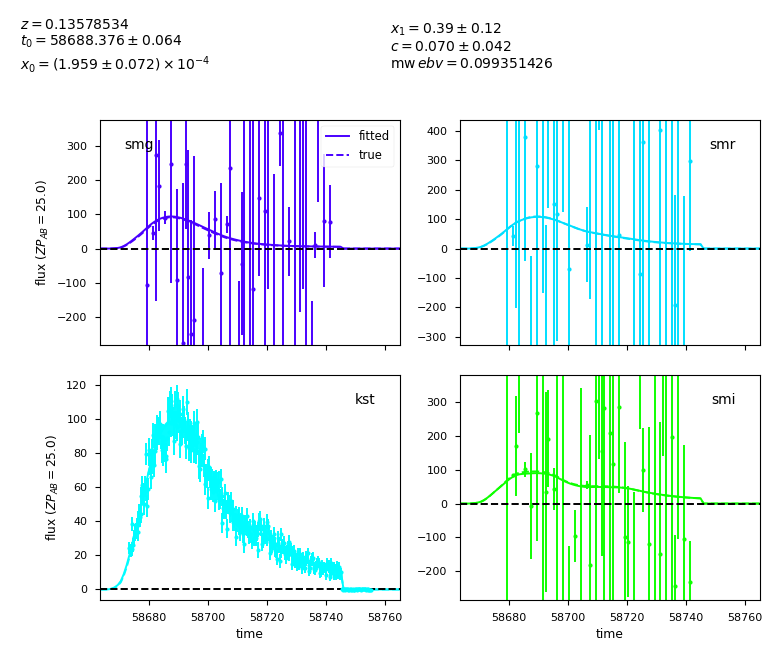 z = 0.13578534
t₀ = 58688.376 ± 0.064
x₀ = (1.959 ± 0.072) × 10⁻⁴
x₁ = 0.39 ± 0.12
c = 0.070 ± 0.042
mw ebv = 0.099351426
smg
fitted
true
300
200
100
0
−100
−200
flux (ZP_AB = 25.0)
smr
400
300
200
100
0
−100
−200
−300
kst
120
100
80
60
40
20
0
flux (ZP_AB = 25.0)
58680 58700 58720 58740 58760
time
smi
300
200
100
0
−100
−200
58680 58700 58720 58740 58760
time